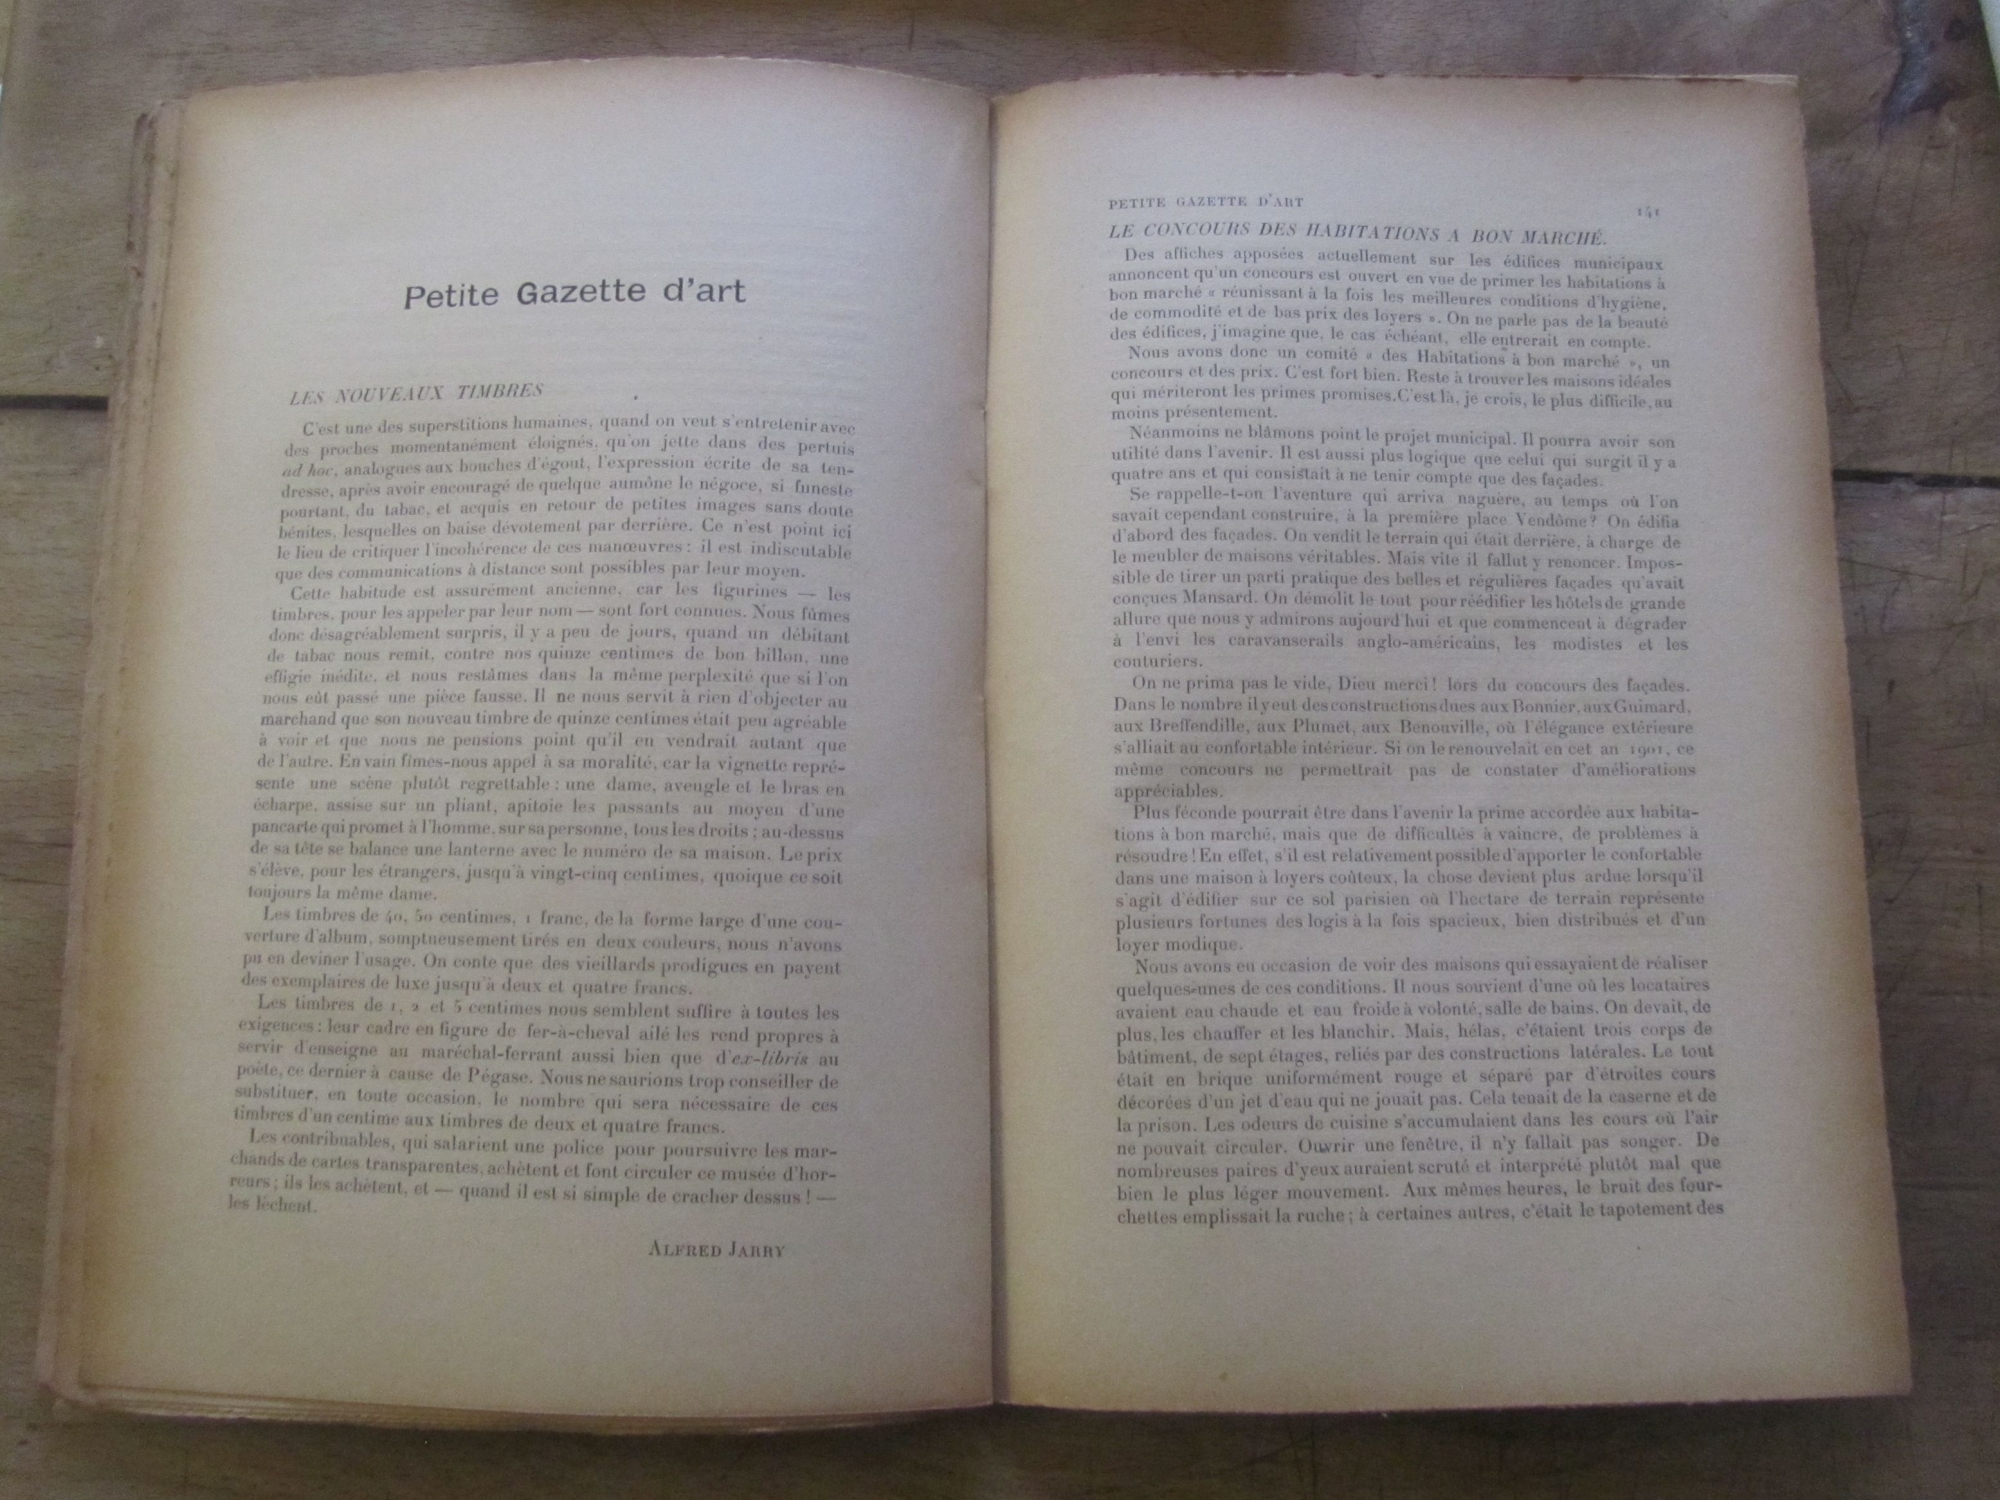 Petite Gazette d'art
LES NOUVEAUX TIMBRES
C'est une des superstitions humaines, quand on veut s'entretenir avec
des proches momentanément éloignés, qu'on jette dans des pertuis
ad hoc, analogues aux bouches d'égout, l'expression écrite de sa ten-
dresse, après avoir encouragé de quelque aumône le négoce, si funeste
pourtant, du tabac, et acquis en retour de petites images sans doute
bénites, lesquelles on baise dévotement par derrière. Ce n'est point ici
le lieu de critiquer l'incohérence de ces manœuvres : il est indiscutable
que des communications à distance sont possibles par leur moyen.
Cette habitude est assurément ancienne, car les figurines — les
timbres, pour les appeler par leur nom — sont fort connues. Nous fûmes
donc désagréablement surpris, il y a peu de jours, quand un débitant
de tabac nous remit, contre nos quinze centimes de bon billon, une
effigie inédite, et nous restâmes dans la même perplexité que si l'on
nous eût passé une pièce fausse. Il ne nous servit à rien d'objecter au
marchand que son nouveau timbre de quinze centimes était peu agréable
à voir et que nous ne pensions point qu'il en vendrait autant que
de l'autre. En vain fîmes-nous appel à sa moralité, car la vignette repré-
sente une scène plutôt regrettable : une dame, aveugle et le bras en
écharpe, assise sur un pliant, apitoie les passants au moyen d'une
pancarte qui promet à l'homme, sur sa personne, tous les droits ; au-dessus
de sa tête se balance une lanterne avec le numéro de sa maison. Le prix
s'élève, pour les étrangers, jusqu'à vingt-cinq centimes, quoique ce soit
toujours la même dame.
Les timbres de 40, 50 centimes, 1 franc, de la forme large d'une cou-
verture d'album, somptueusement tirés en deux couleurs, nous n'avons
pu en deviner l'usage. On conte que des vieillards prodigues en payent
des exemplaires de luxe jusqu'à deux et quatre francs.
Les timbres de 1, 2 et 5 centimes nous semblent suffire à toutes les
exigences : leur cadre en figure de fer-à-cheval ailé les rend propres à
servir d'enseigne au maréchal-ferrant aussi bien que d'ex-libris au
poète, ce dernier à cause de Pégase. Nous ne saurions trop conseiller de
substituer, en toute occasion, le nombre qui sera nécessaire de ces
timbres d'un centime aux timbres de deux et quatre francs.
Les contribuables, qui salarient une police pour poursuivre les mar-
chands de cartes transparentes, achètent et font circuler ce musée d'hor-
reurs ; ils les achètent, et — quand il est si simple de cracher dessus ! —
les lèchent.
ALFRED JARRY
PETITE GAZETTE D'ART
141
LE CONCOURS DES HABITATIONS A BON MARCHÉ.
Des affiches apposées actuellement sur les édifices municipaux
annoncent qu'un concours est ouvert en vue de primer les habitations à
bon marché « réunissant à la fois les meilleures conditions d'hygiène,
de commodité et de bas prix des loyers ». On ne parle pas de la beauté
des édifices, j'imagine que, le cas échéant, elle entrerait en compte.
Nous avons donc un comité « des Habitations à bon marché », un
concours et des prix. C'est fort bien. Reste à trouver les maisons idéales
qui mériteront les primes promises. C'est là, je crois, le plus difficile, au
moins présentement.
Néanmoins ne blâmons point le projet municipal. Il pourra avoir son
utilité dans l'avenir. Il est aussi plus logique que celui qui surgit il y a
quatre ans et qui consistait à ne tenir compte que des façades.
Se rappelle-t-on l'aventure qui arriva naguère, au temps où l'on
savait cependant construire, à la première place Vendôme ? On édifia
d'abord des façades. On vendit le terrain qui était derrière, à charge de
le meubler de maisons véritables. Mais vite il fallut y renoncer. Impos-
sible de tirer un parti pratique des belles et régulières façades qu'avait
conçues Mansard. On démolit le tout pour réédifier les hôtels de grande
allure que nous y admirons aujourd'hui et que commencent à dégrader
à l'envi les caravanserails anglo-américains, les modistes et les
couturiers.
On ne prima pas le vide, Dieu merci ! lors du concours des façades.
Dans le nombre il y eut des constructions dues aux Bonnier, aux Guimard,
aux Breffendille, aux Plumet, aux Benouville, où l'élégance extérieure
s'alliait au confortable intérieur. Si on le renouvelait en cet an 1901, ce
même concours ne permettrait pas de constater d'améliorations
appréciables.
Plus féconde pourrait être dans l'avenir la prime accordée aux habita-
tions à bon marché, mais que de difficultés à vaincre, de problèmes à
résoudre ! En effet, s'il est relativement possible d'apporter le confortable
dans une maison à loyers coûteux, la chose devient plus ardue lorsqu'il
s'agit d'édifier sur ce sol parisien où l'hectare de terrain représente
plusieurs fortunes des logis à la fois spacieux, bien distribués et d'un
loyer modique.
Nous avons eu occasion de voir des maisons qui essayaient de réaliser
quelques-unes de ces conditions. Il nous souvient d'une où les locataires
avaient eau chaude et eau froide à volonté, salle de bains. On devait, de
plus, les chauffer et les blanchir. Mais, hélas, c'étaient trois corps de
bâtiment, de sept étages, reliés par des constructions latérales. Le tout
était en brique uniformément rouge et séparé par d'étroites cours
décorées d'un jet d'eau qui ne jouait pas. Cela tenait de la caserne et de
la prison. Les odeurs de cuisine s'accumulaient dans les cours où l'air
ne pouvait circuler. Ouvrir une fenêtre, il n'y fallait pas songer. De
nombreuses paires d'yeux auraient scruté et interprété plutôt mal que
bien le plus léger mouvement. Aux mêmes heures, le bruit des four-
chettes emplissait la ruche ; à certaines autres, c'était le tapotement des